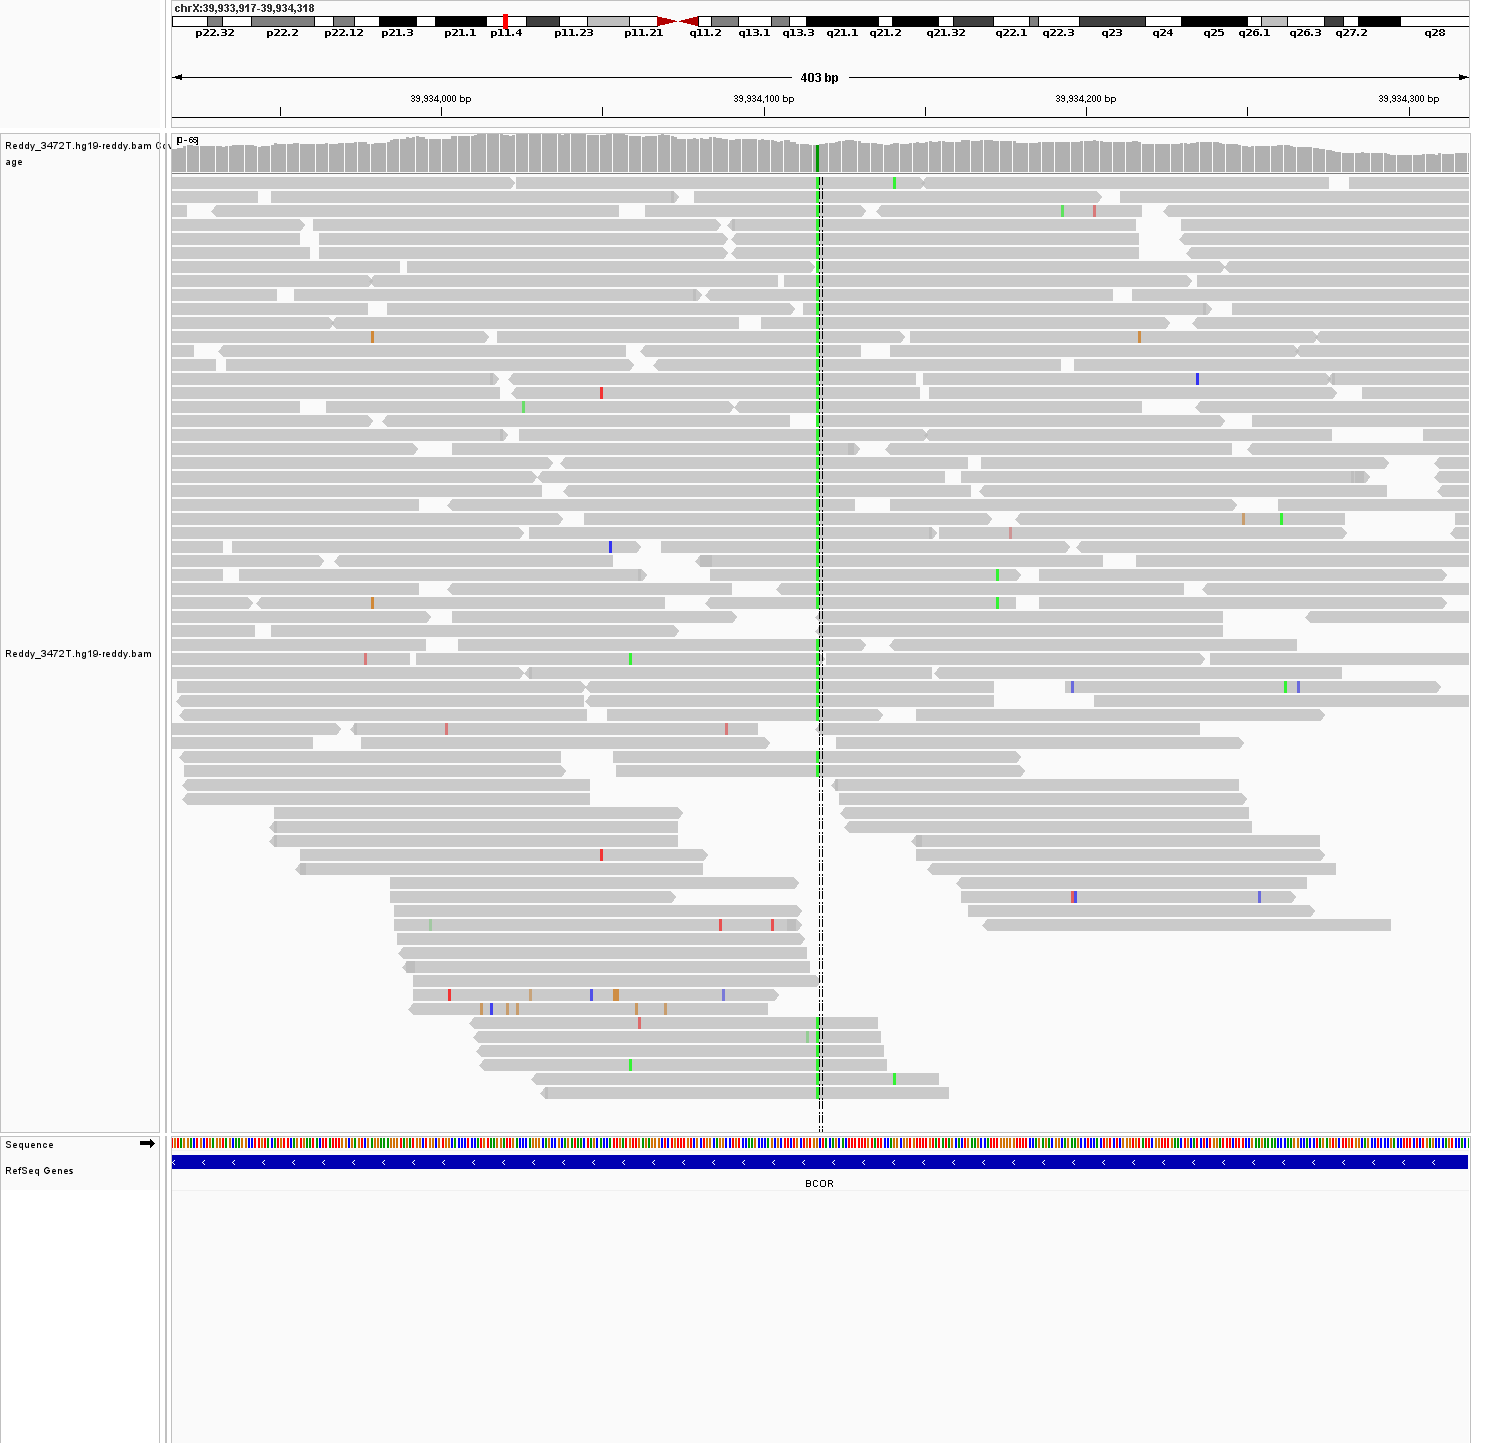 chrX:39,933,917-39,934,318
p22.32 p22.2 p22.12 p21.3 p21.1 p11.4 p11.23 p11.21 q11.2 q13.1 q13.3 q21.1 q21.2 q21.32 q22.1 q22.3 q23 q24 q25 q26.1 q26.3 q27.2 q28
403 bp
39,934,000 bp 39,934,100 bp 39,934,200 bp 39,934,300 bp
Reddy_3472T.hg19-reddy.bam Cov
age
Reddy_3472T.hg19-reddy.bam
Sequence
RefSeq Genes
BCOR